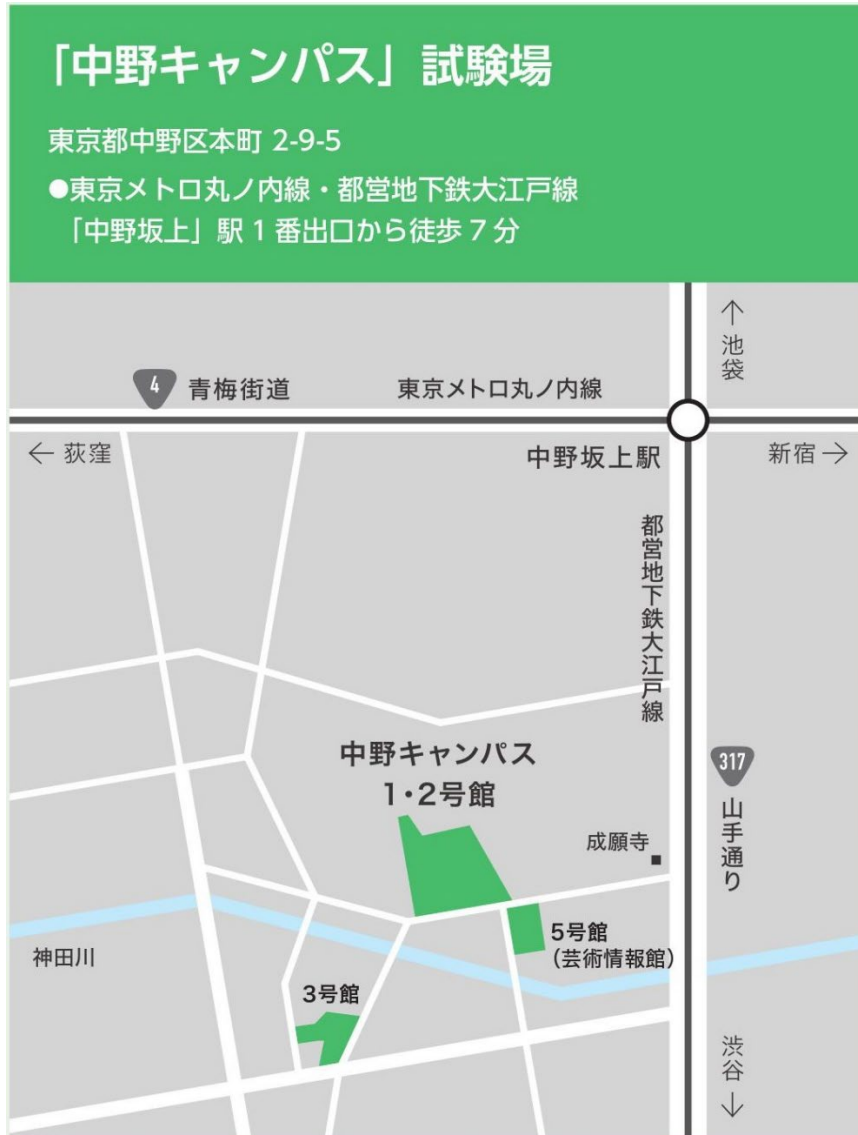 「中野キャンパス」試験場
東京都中野区本町 2-9-5
●東京メトロ丸ノ内線・都営地下鉄大江戸線
「中野坂上」駅 1 番出口から徒歩 7 分
↑
池袋
4
青梅街道
東京メトロ丸ノ内線
← 荻窪
中野坂上駅
新宿 →
都営地下鉄大江戸線
中野キャンパス
1・2号館
317
山手通り
成願寺
5号館
(芸術情報館)
神田川
3号館
渋谷
↓